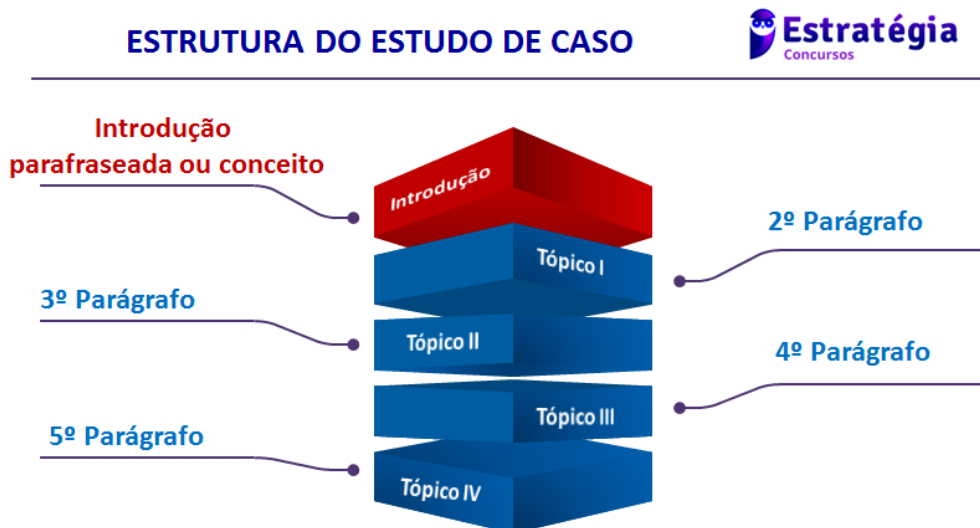 ESTRUTURA DO ESTUDO DE CASO
Estratégia
Concursos
Introdução
parafraseada ou conceito
Introdução
2º Parágrafo
Tópico I
3º Parágrafo
Tópico II
4º Parágrafo
Tópico III
5º Parágrafo
Tópico IV